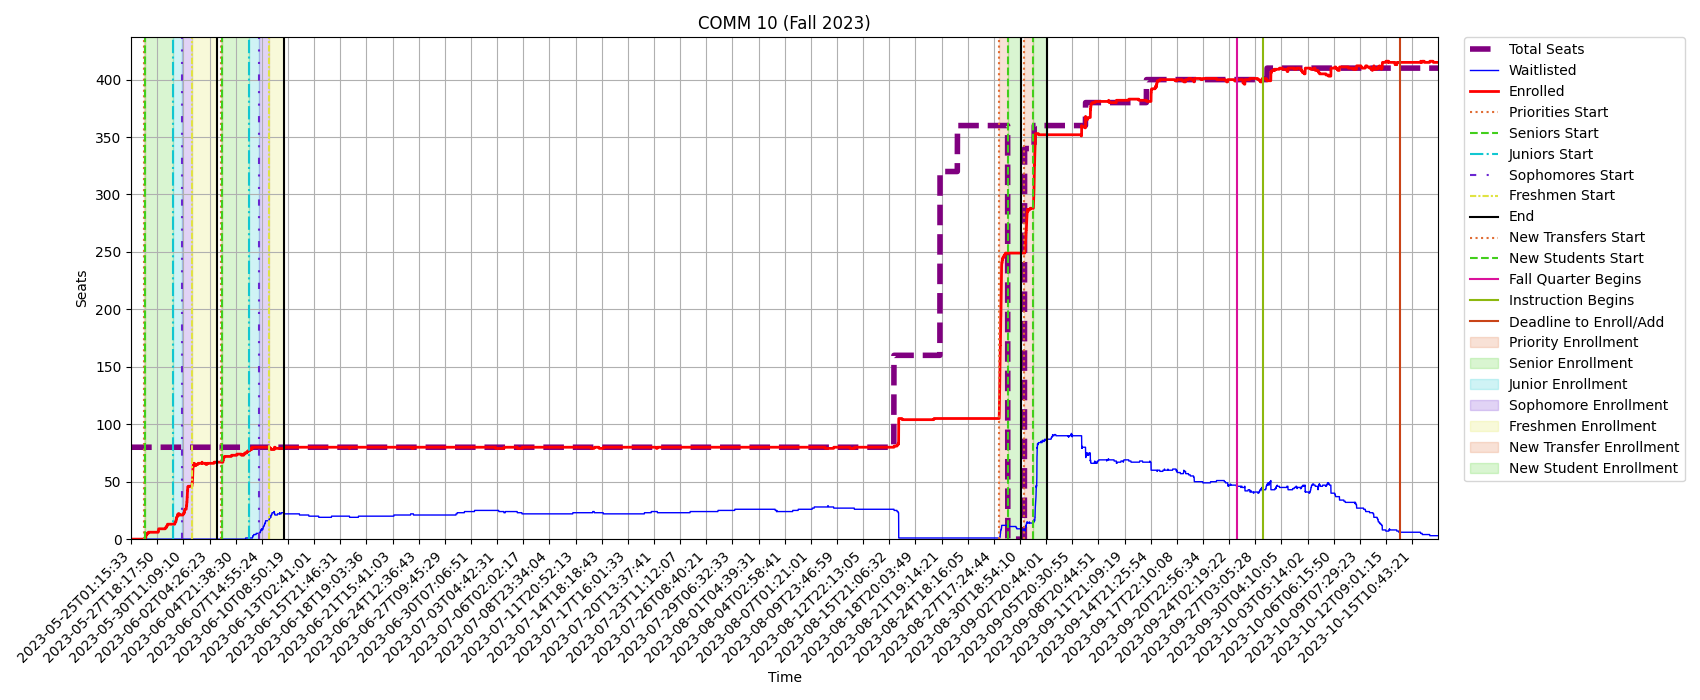 COMM 10 (Fall 2023)
Seats
400
350
300
250
200
150
100
50
0
2023-05-25T01:15:33
2023-05-27T18:17:50
2023-05-30T11:09:10
2023-06-02T04:26:23
2023-06-04T21:38:30
2023-06-07T14:55:24
2023-06-10T08:50:19
2023-06-13T02:41:01
2023-06-15T21:46:31
2023-06-18T19:03:36
2023-06-21T15:41:03
2023-06-24T12:36:43
2023-06-27T09:45:29
2023-06-30T07:06:51
2023-07-03T04:42:31
2023-07-06T02:02:17
2023-07-08T23:34:04
2023-07-11T20:52:13
2023-07-14T18:18:43
2023-07-17T16:01:33
2023-07-20T13:37:41
2023-07-23T11:12:07
2023-07-26T08:40:21
2023-07-29T06:32:33
2023-08-01T04:39:31
2023-08-04T02:58:41
2023-08-07T01:21:01
2023-08-09T23:46:59
2023-08-12T22:13:05
2023-08-15T21:06:32
2023-08-18T20:03:49
2023-08-21T19:14:21
2023-08-24T18:16:05
2023-08-27T17:24:44
2023-08-30T18:54:10
2023-09-02T20:44:01
2023-09-05T20:30:55
2023-09-08T20:44:51
2023-09-11T21:09:19
2023-09-14T21:25:54
2023-09-17T22:10:08
2023-09-20T22:56:34
2023-09-24T02:19:22
2023-09-27T03:05:28
2023-09-30T04:10:05
2023-10-03T05:14:02
2023-10-06T06:15:50
2023-10-09T07:29:23
2023-10-12T09:01:15
2023-10-15T10:43:21
Time
Total Seats
Waitlisted
Enrolled
Priorities Start
Seniors Start
Juniors Start
Sophomores Start
Freshmen Start
End
New Transfers Start
New Students Start
Fall Quarter Begins
Instruction Begins
Deadline to Enroll/Add
Priority Enrollment
Senior Enrollment
Junior Enrollment
Sophomore Enrollment
Freshmen Enrollment
New Transfer Enrollment
New Student Enrollment